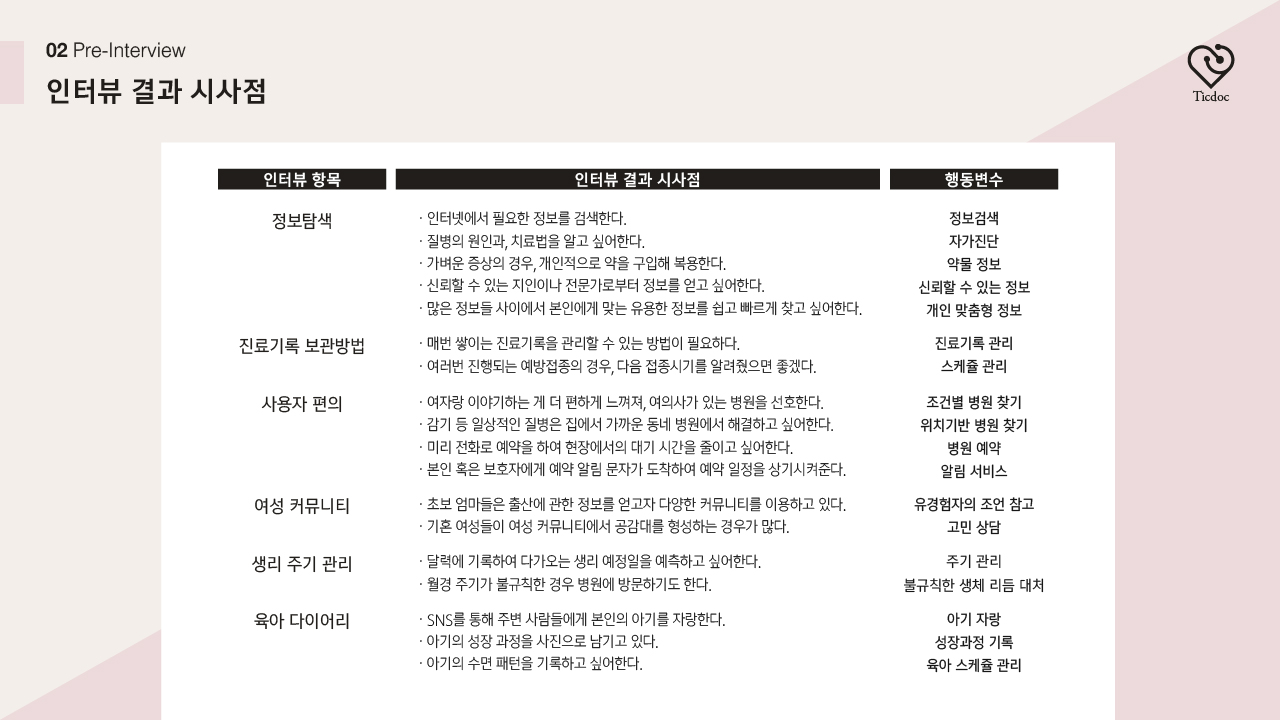 02 Pre-Interview
인터뷰 결과 시사점
Ticdoc
인터뷰 항목 인터뷰 결과 시사점 행동변수
정보탐색 · 인터넷에서 필요한 정보를 검색한다. 정보검색
· 질병의 원인과, 치료법을 알고 싶어한다. 자가진단
· 가벼운 증상의 경우, 개인적으로 약을 구입해 복용한다. 약물 정보
· 신뢰할 수 있는 지인이나 전문가로부터 정보를 얻고 싶어한다. 신뢰할 수 있는 정보
· 많은 정보들 사이에서 본인에게 맞는 유용한 정보를 쉽고 빠르게 찾고 싶어한다. 개인 맞춤형 정보
진료기록 보관방법 · 매번 쌓이는 진료기록을 관리할 수 있는 방법이 필요하다. 진료기록 관리
· 여러번 진행되는 예방접종의 경우, 다음 접종시기를 알려줬으면 좋겠다. 스케쥴 관리
사용자 편의 · 여자랑 이야기하는 게 더 편하게 느껴져, 여의사가 있는 병원을 선호한다. 조건별 병원 찾기
· 감기 등 일상적인 질병은 집에서 가까운 동네 병원에서 해결하고 싶어한다. 위치기반 병원 찾기
· 미리 전화로 예약을 하여 현장에서의 대기 시간을 줄이고 싶어한다. 병원 예약
· 본인 혹은 보호자에게 예약 알림 문자가 도착하여 예약 일정을 상기시켜준다. 알림 서비스
여성 커뮤니티 · 초보 엄마들은 출산에 관한 정보를 얻고자 다양한 커뮤니티를 이용하고 있다. 유경험자의 조언 참고
· 기혼 여성들이 여성 커뮤니티에서 공감대를 형성하는 경우가 많다. 고민 상담
생리 주기 관리 · 달력에 기록하여 다가오는 생리 예정일을 예측하고 싶어한다. 주기 관리
· 월경 주기가 불규칙한 경우 병원에 방문하기도 한다. 불규칙한 생체 리듬 대처
육아 다이어리 · SNS를 통해 주변 사람들에게 본인의 아기를 자랑한다. 아기 자랑
· 아기의 성장 과정을 사진으로 남기고 있다. 성장과정 기록
· 아기의 수면 패턴을 기록하고 싶어한다. 육아 스케쥴 관리